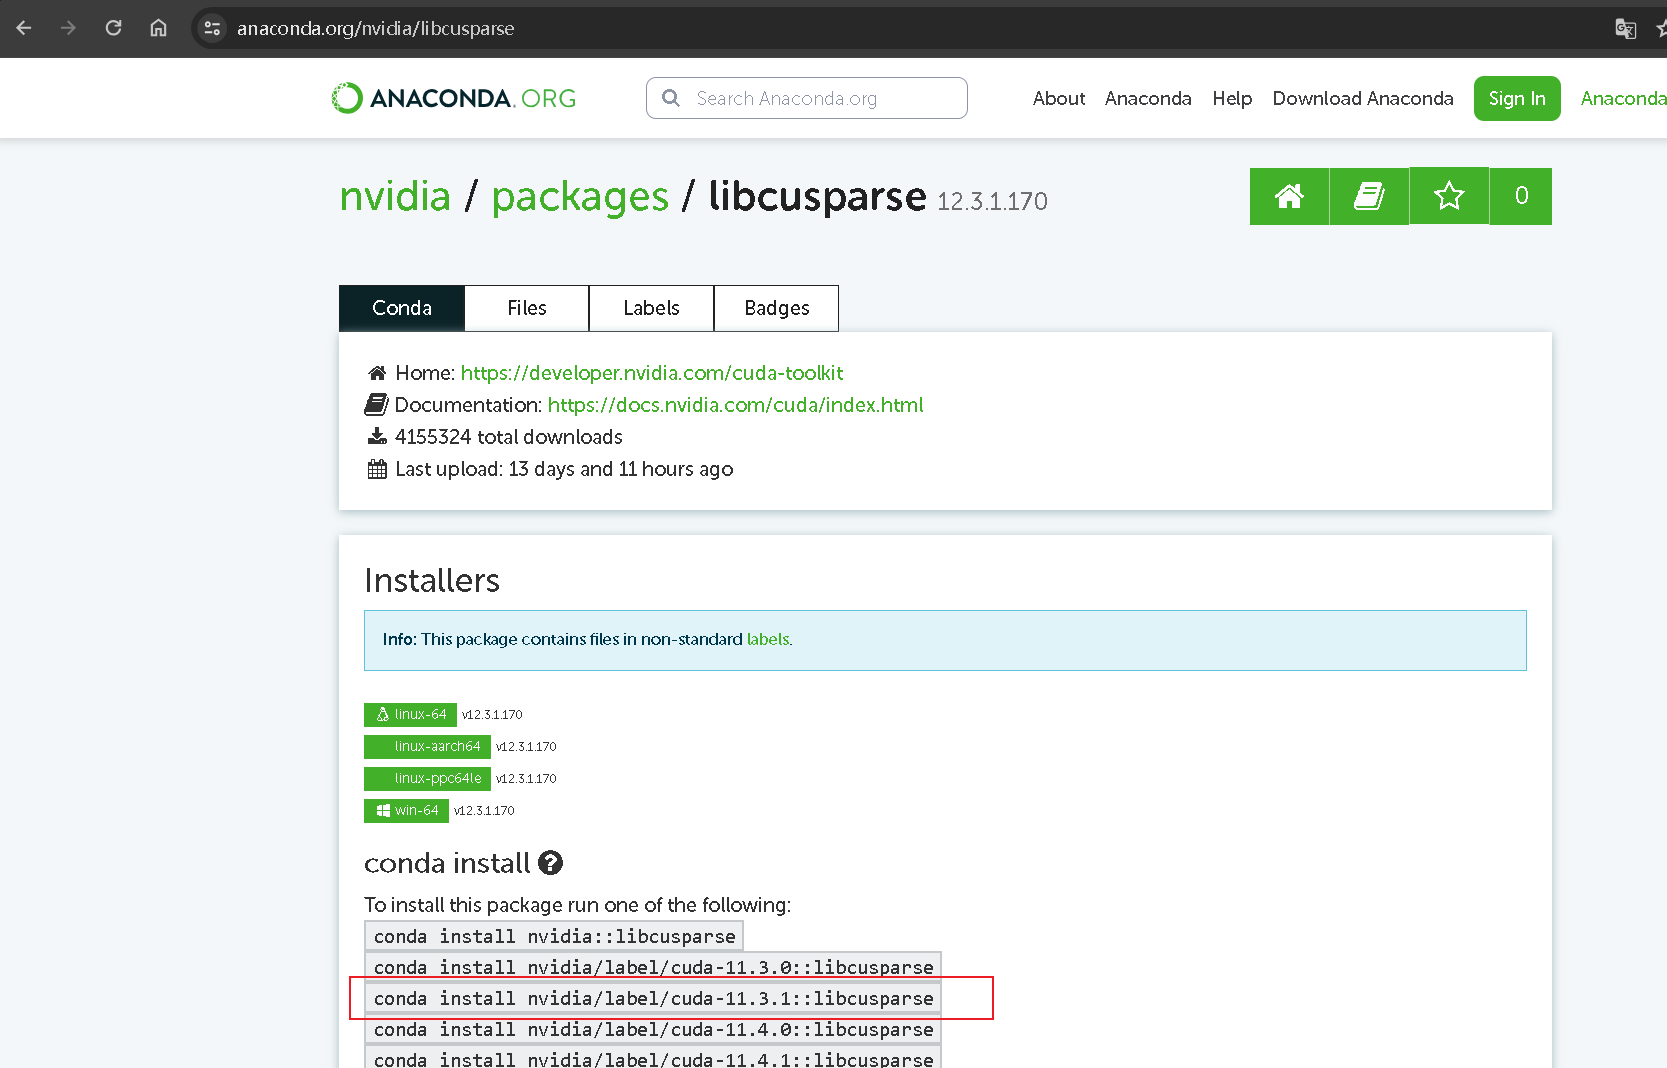 anaconda.org/nvidia/libcusparse
ANACONDA.ORG
Search Anaconda.org
About Anaconda Help Download Anaconda Sign In Anaconda
nvidia / packages / libcusparse 12.3.1.170
0
Conda Files Labels Badges
Home: https://developer.nvidia.com/cuda-toolkit
Documentation: https://docs.nvidia.com/cuda/index.html
4155324 total downloads
Last upload: 13 days and 11 hours ago
Installers
Info: This package contains files in non-standard labels.
linux-64 v12.3.1.170
linux-aarch64 v12.3.1.170
linux-ppc64le v12.3.1.170
win-64 v12.3.1.170
conda install ?
To install this package run one of the following:
conda install nvidia::libcusparse
conda install nvidia/label/cuda-11.3.0::libcusparse
conda install nvidia/label/cuda-11.3.1::libcusparse
conda install nvidia/label/cuda-11.4.0::libcusparse
conda install nvidia/label/cuda-11.4.1::libcusparse